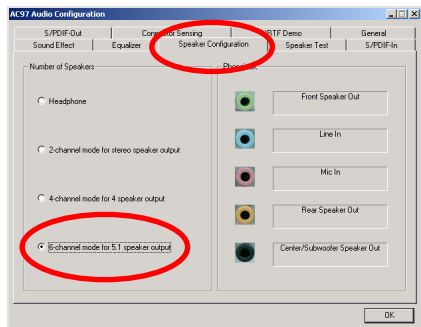 AC97 Audio Configuration
S/PDIF-Out
Connector Sensing
HRTF Demo
General
Sound Effect
Equalizer
Speaker Configuration
Speaker Test
S/PDIF-In
Number of Speakers
Headphone
2-channel mode for stereo speaker output
4-channel mode for 4 speaker output
6-channel mode for 5.1 speaker output
Front Speaker Out
Line In
Mic In
Rear Speaker Out
Center/Subwoofer Speaker Out
OK